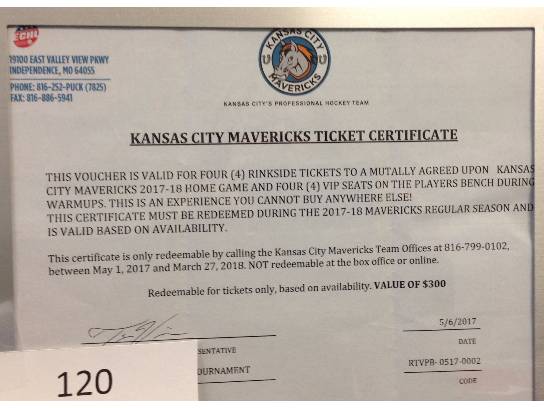 ECHL
19100 EAST VALLEY VIEW PKWY
INDEPENDENCE, MO 64055
PHONE: 816-252-PUCK (7825)
FAX: 816-886-5941
KANSAS CITY
MAVERICKS
KANSAS CITY'S PROFESSIONAL HOCKEY TEAM
KANSAS CITY MAVERICKS TICKET CERTIFICATE
THIS VOUCHER IS VALID FOR FOUR (4) RINKSIDE TICKETS TO A MUTALLY AGREED UPON KANSAS
CITY MAVERICKS 2017-18 HOME GAME AND FOUR (4) VIP SEATS ON THE PLAYERS BENCH DURING
WARMUPS. THIS IS AN EXPERIENCE YOU CANNOT BUY ANYWHERE ELSE!
THIS CERTIFICATE MUST BE REDEEMED DURING THE 2017-18 MAVERICKS REGULAR SEASON AND
IS VALID BASED ON AVAILABILITY.
This certificate is only redeemable by calling the Kansas City Mavericks Team Offices at 816-799-0102,
between May 1, 2017 and March 27, 2018. NOT redeemable at the box office or online.
Redeemable for tickets only, based on availability. VALUE OF $300
5/6/2017
SENTATIVE DATE
OURNAMENT RTVPB- 0517-0002
CODE
120